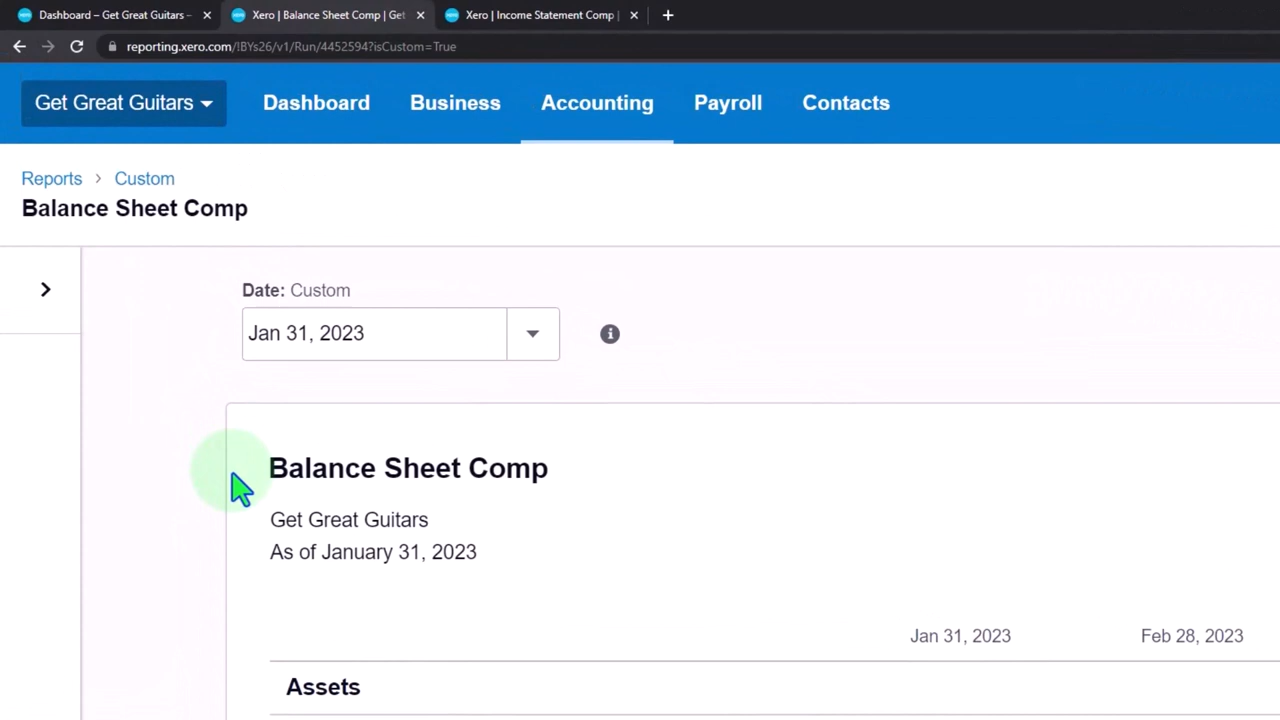 Dashboard – Get Great Guitars –
Xero | Balance Sheet Comp | Get
Xero | Income Statement Comp |
reporting.xero.com/!BYs26/v1/Run/4452594?isCustom=True
Get Great Guitars
Dashboard
Business
Accounting
Payroll
Contacts
Reports > Custom
Balance Sheet Comp
Date: Custom
Jan 31, 2023
Balance Sheet Comp
Get Great Guitars
As of January 31, 2023
Jan 31, 2023
Feb 28, 2023
Assets